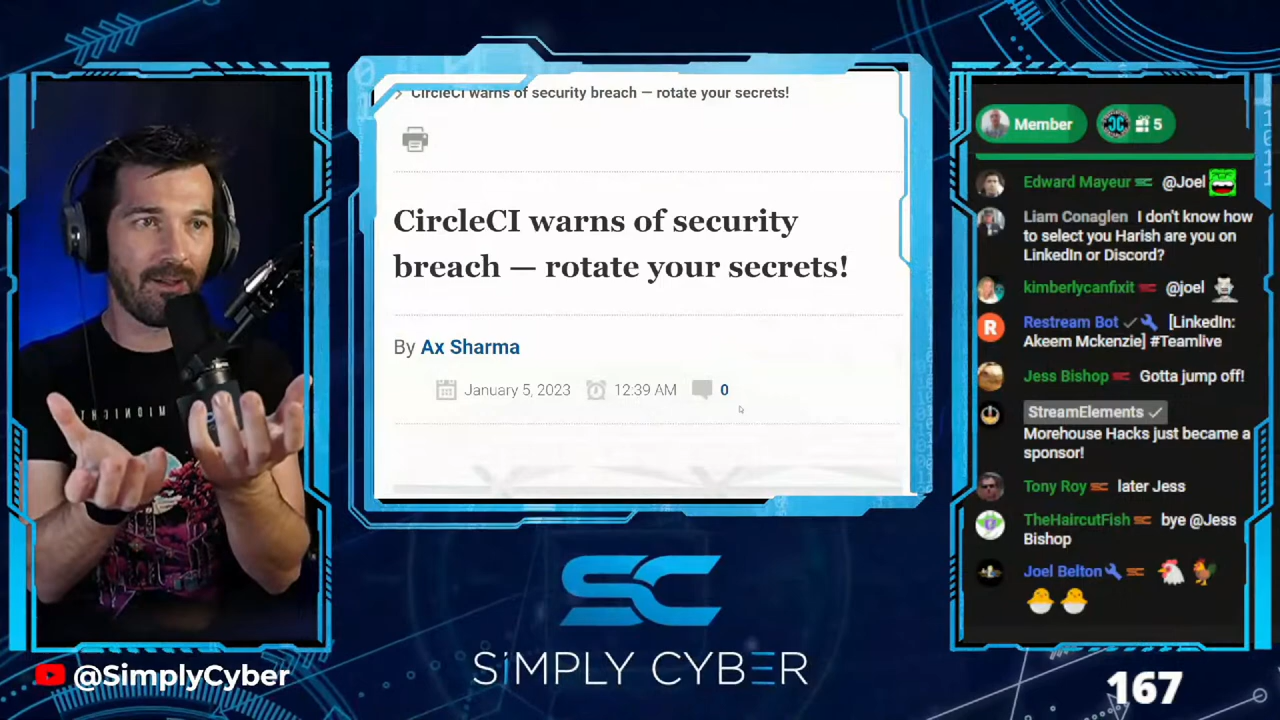 CircleCI warns of security breach — rotate your secrets!
CircleCI warns of security
breach — rotate your secrets!
By Ax Sharma
January 5, 2023 12:39 AM 0
MIDNIGHT
SC
SIMPLY CYBER
@SimplyCyber
Member
5
Edward Mayeur @Joel
Liam Conaglen I don't know how
to select you Harish are you on
LinkedIn or Discord?
kimberlycanfixit @joel
R
Restream Bot [LinkedIn:
Akeem Mckenzie] #Teamlive
Jess Bishop Gotta jump off!
StreamElements
Morehouse Hacks just became a
sponsor!
Tony Roy later Jess
TheHaircutFish bye @Jess
Bishop
Joel Belton
167